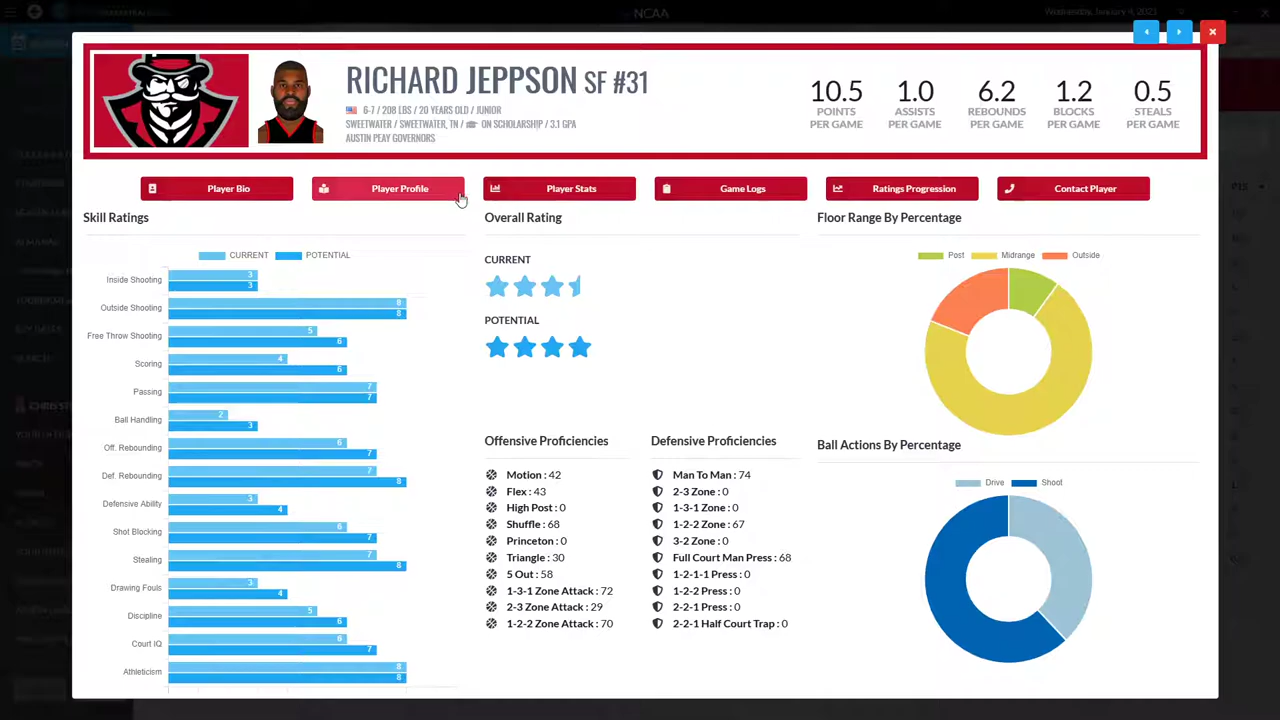 NCAA
Wednesday, January 4, 2023
RICHARD JEPPSON SF #31
6-7 / 208 LBS / 20 YEARS OLD / JUNIOR
SWEETWATER / SWEETWATER, TN / ON SCHOLARSHIP / 3.1 GPA
AUSTIN PEAY GOVERNORS
10.5 1.0 6.2 1.2 0.5
POINTS ASSISTS REBOUNDS BLOCKS STEALS
PER GAME PER GAME PER GAME PER GAME PER GAME
Player Bio Player Profile Player Stats Game Logs Ratings Progression Contact Player
Skill Ratings
CURRENT POTENTIAL
Inside Shooting 3 3
Outside Shooting 8 8
Free Throw Shooting 5 6
Scoring 4 6
Passing 7 7
Ball Handling 2 3
Off. Rebounding 6 7
Def. Rebounding 7 8
Defensive Ability 3 4
Shot Blocking 6 7
Stealing 7 8
Drawing Fouls 3 4
Discipline 5 6
Court IQ 6 7
Athleticism 8 8
Overall Rating
CURRENT
POTENTIAL
Offensive Proficiencies
Motion : 42
Flex : 43
High Post : 0
Shuffle : 68
Princeton : 0
Triangle : 30
5 Out : 58
1-3-1 Zone Attack : 72
2-3 Zone Attack : 29
1-2-2 Zone Attack : 70
Defensive Proficiencies
Man To Man : 74
2-3 Zone : 0
1-3-1 Zone : 0
1-2-2 Zone : 67
3-2 Zone : 0
Full Court Man Press : 68
1-2-1-1 Press : 0
1-2-2 Press : 0
2-2-1 Press : 0
2-2-1 Half Court Trap : 0
Floor Range By Percentage
Post Midrange Outside
Ball Actions By Percentage
Drive Shoot